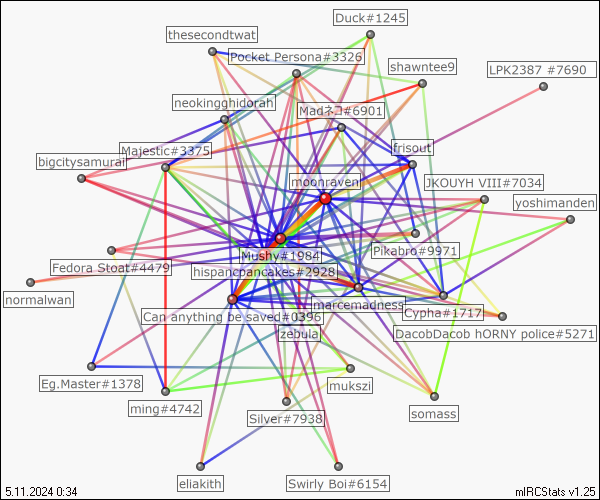 Duck#1245
thesecondtwat
Pocket Persona#3326
shawntee9
LPK2387 #7690
neokingghidorah
Madネコ#6901
Majestic#3375
frisout
bigcitysamurai
moonraven
JKOUYH VIII#7034
yoshimanden
Mushy#1984
Pikabro#9971
Fedora Stoat#4479
hispancpancakes#2928
normalwan
marcemadness
Cypha#1717
Can anything be saved#0396
zebula
DacobDacob hORNY police#5271
Eg.Master#1378
mukszi
ming#4742
Silver#7938
somass
eliakith
Swirly Boi#6154
5.11.2024 0:34
mIRCStats v1.25